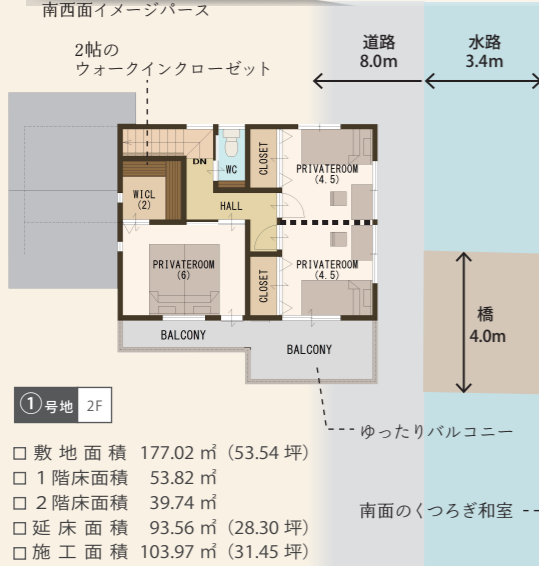 南西面イメージパース
2帖の
ウォークインクローゼット
道路
8.0m
水路
3.4m
DN
WC
CLOSET
PRIVATEROOM
(4.5)
WICL
(2)
HALL
PRIVATEROOM
(6)
CLOSET
PRIVATEROOM
(4.5)
BALCONY
BALCONY
橋
4.0m
①号地 2F
ゆったりバルコニー
□ 敷地面積 177.02 ㎡（53.54 坪）
□ 1階床面積 53.82 ㎡
□ 2階床面積 39.74 ㎡
□ 延床面積 93.56 ㎡（28.30 坪）
□ 施工面積 103.97 ㎡（31.45 坪）
南面のくつろぎ和室